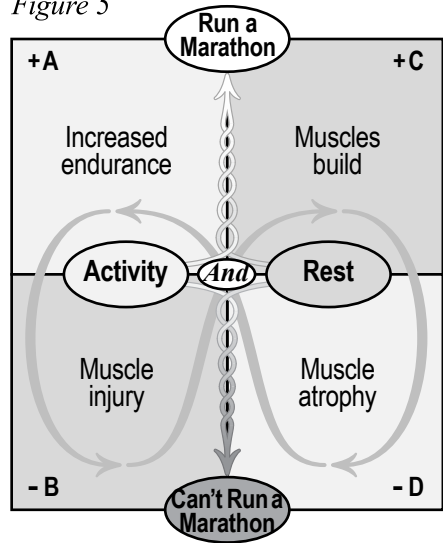 Figure 5
Run a
Marathon
+A
+C
Increased
endurance
Muscles
build
Activity
And
Rest
Muscle
injury
Muscle
atrophy
- B
- D
Can't Run a
Marathon